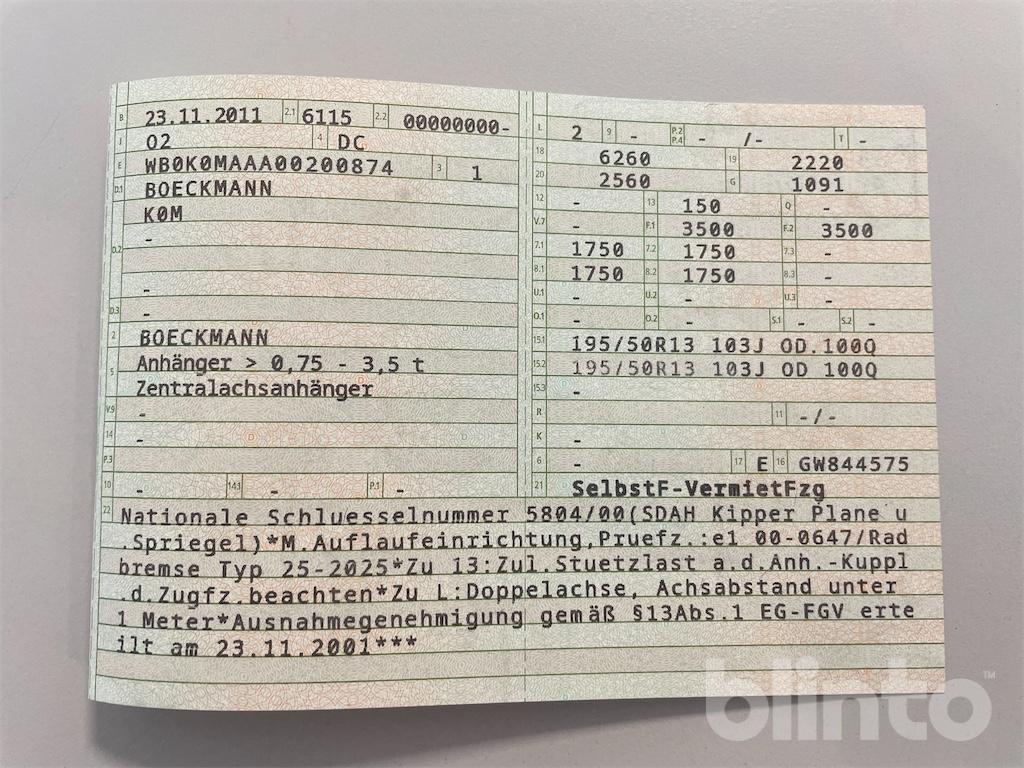 B 23.11.2011 2.1 6115 2.2 00000000-
J O2 4 DC
E WB0K0MAAA00200874 3 1
D.1 BOECKMANN
K0M
D.2 -
-
D.3 -
2 BOECKMANN
5 Anhänger > 0,75 - 3,5 t
Zentralachsanhänger
V.9 -
14 -
P.3
10 - 14.1 - P.1 -
L 2 9 - P.2 P.4 - /- T -
18 6260 19 2220
20 2560 G 1091
12 - 13 150 Q -
V.7 - F.1 3500 F.2 3500
7.1 1750 7.2 1750 7.3 -
8.1 1750 8.2 1750 8.3 -
U.1 - U.2 - U.3 -
O.1 - O.2 - S.1 - S.2 -
15.1 195/50R13 103J OD.100Q
15.2 195/50R13 103J OD 100Q
15.3 -
R 11 -/-
K -
6 - 17 E 16 GW844575
21 SelbstF-VermietFzg
22 Nationale Schluesselnummer 5804/00(SDAH Kipper Plane u
.Spriegel)*M.Auflaufeinrichtung,Pruefz.:e1 00-0647/Rad
bremse Typ 25-2025*Zu 13:Zul.Stuetzlast a.d.Anh.-Kuppl
.d.Zugfz.beachten*Zu L:Doppelachse, Achsabstand unter
1 Meter*Ausnahmegenehmigung gemäß §13Abs.1 EG-FGV erte
ilt am 23.11.2001***
blinto™